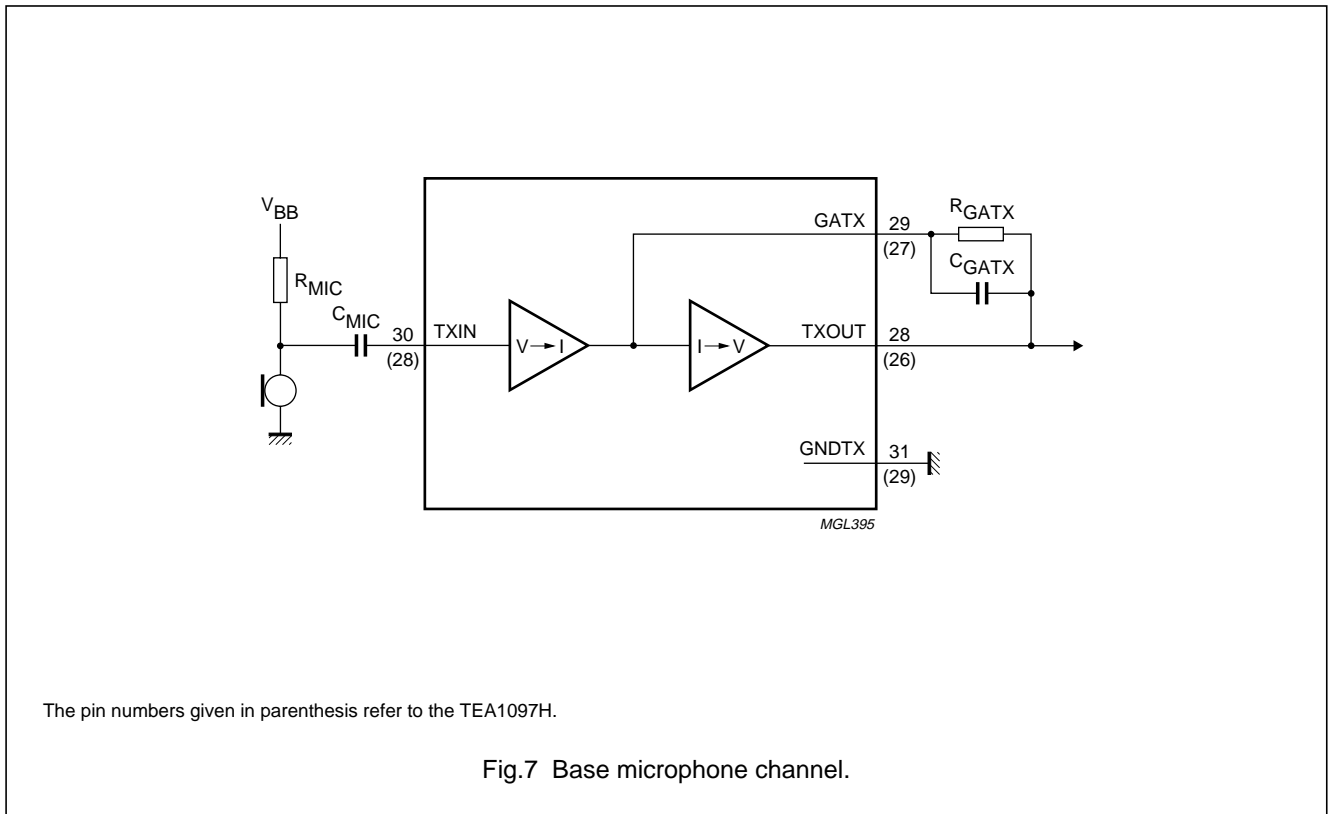 V_BB
R_MIC
C_MIC
30
(28)
TXIN
V→I
I→V
GATX
29
(27)
R_GATX
C_GATX
TXOUT
28
(26)
GNDTX
31
(29)
MGL395
The pin numbers given in parenthesis refer to the TEA1097H.
Fig.7 Base microphone channel.